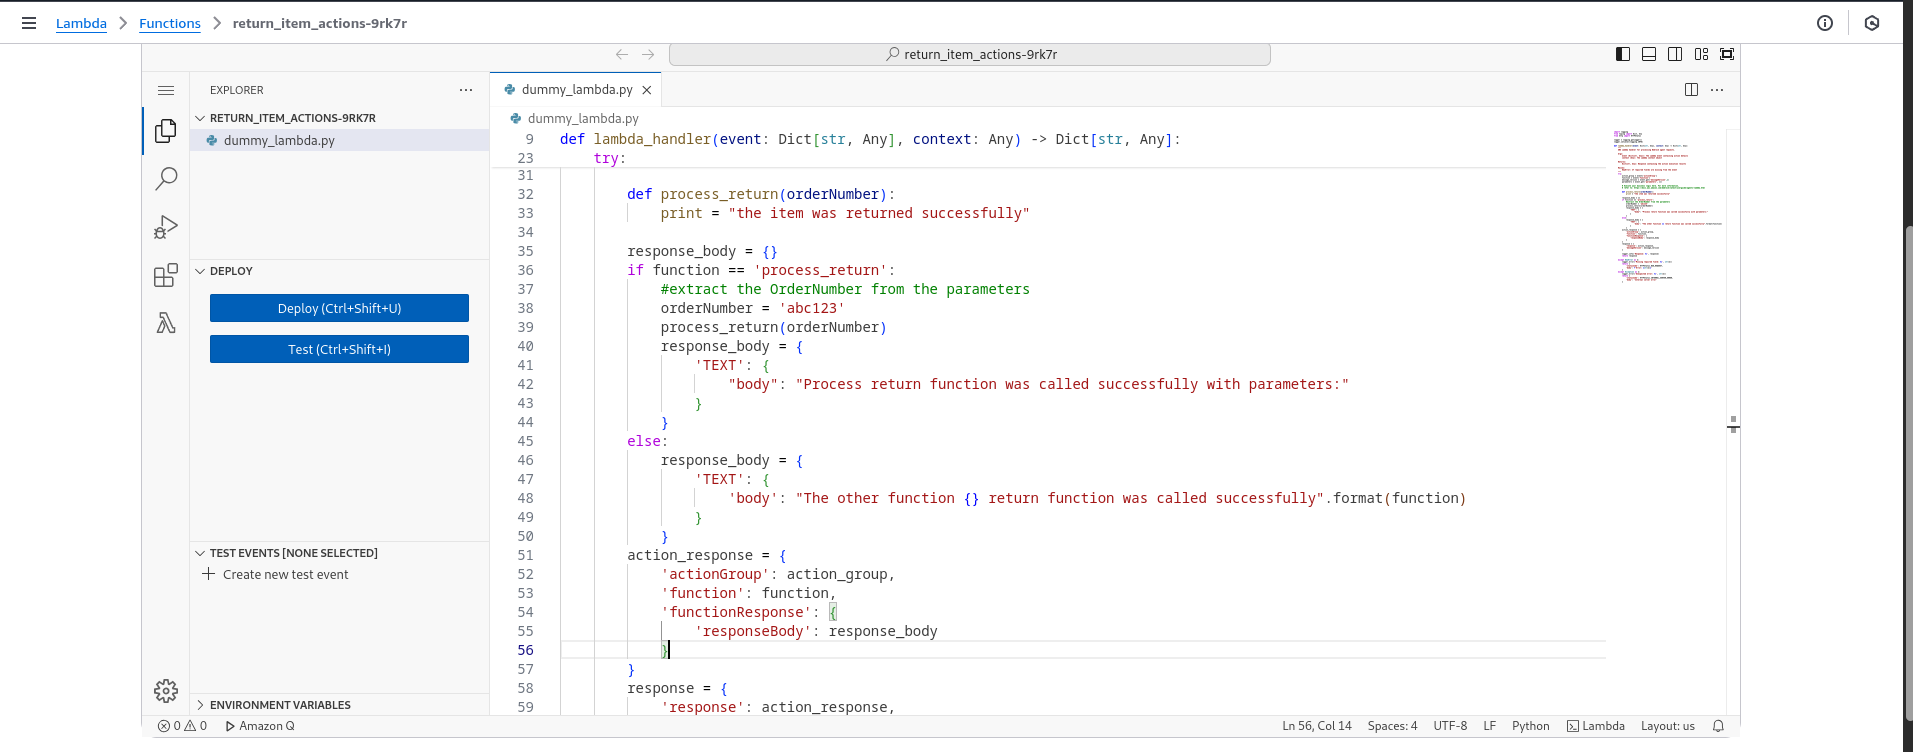 Lambda > Functions > return_item_actions-9rk7r
return_item_actions-9rk7r
EXPLORER
RETURN_ITEM_ACTIONS-9RK7R
dummy_lambda.py
DEPLOY
Deploy (Ctrl+Shift+U)
Test (Ctrl+Shift+I)
TEST EVENTS [NONE SELECTED]
Create new test event
ENVIRONMENT VARIABLES
dummy_lambda.py
dummy_lambda.py
9 def lambda_handler(event: Dict[str, Any], context: Any) -> Dict[str, Any]:
23 try:
31
32 def process_return(orderNumber):
33 print = "the item was returned successfully"
34
35 response_body = {}
36 if function == 'process_return':
37 #extract the OrderNumber from the parameters
38 orderNumber = 'abc123'
39 process_return(orderNumber)
40 response_body = {
41 'TEXT': {
42 "body": "Process return function was called successfully with parameters:"
43 }
44 }
45 else:
46 response_body = {
47 'TEXT': {
48 'body': "The other function {} return function was called successfully".format(function)
49 }
50 }
51 action_response = {
52 'actionGroup': action_group,
53 'function': function,
54 'functionResponse': {
55 'responseBody': response_body
56 }
57 }
58 response = {
59 'response': action_response,
0 0 Amazon Q
Ln 56, Col 14 Spaces: 4 UTF-8 LF Python Lambda Layout: us